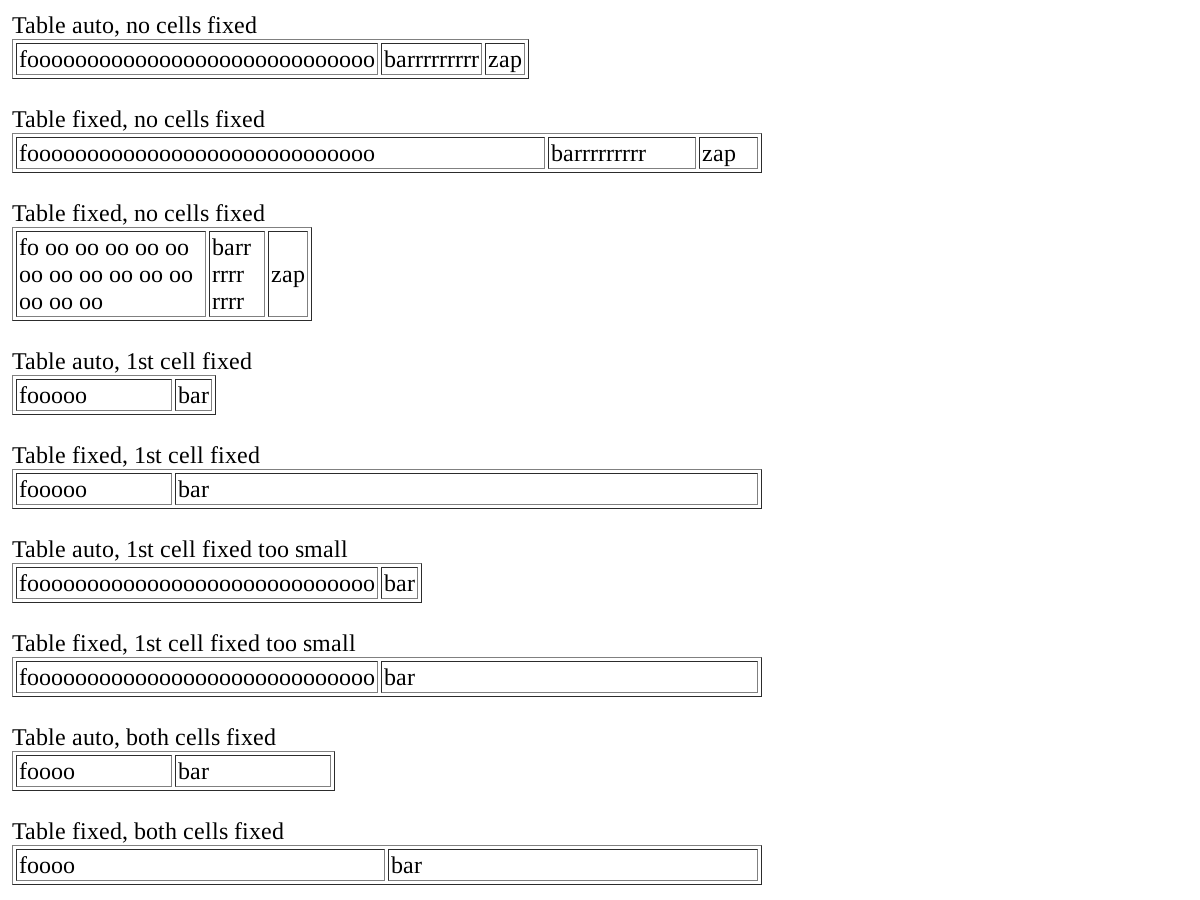 Table auto, no cells fixed
fooooooooooooooooooooooooooooo barrrrrrrrr zap
Table fixed, no cells fixed
fooooooooooooooooooooooooooooo barrrrrrrrr zap
Table fixed, no cells fixed
fo oo oo oo oo oo barr
oo oo oo oo oo oo rrrr zap
oo oo oo rrrr
Table auto, 1st cell fixed
fooooo bar
Table fixed, 1st cell fixed
fooooo bar
Table auto, 1st cell fixed too small
fooooooooooooooooooooooooooooo bar
Table fixed, 1st cell fixed too small
fooooooooooooooooooooooooooooo bar
Table auto, both cells fixed
foooo bar
Table fixed, both cells fixed
foooo bar